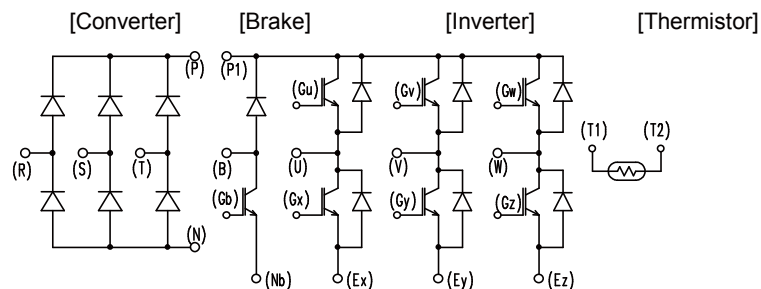 [Converter] [Brake] [Inverter] [Thermistor]
(P) (P1)
(Gu) (Gv) (Gw)
(T1) (T2)
(R) (S) (T) (B) (U) (V) (W)
(Gb) (Gx) (Gy) (Gz)
(N)
(Nb) (Ex) (Ey) (Ez)